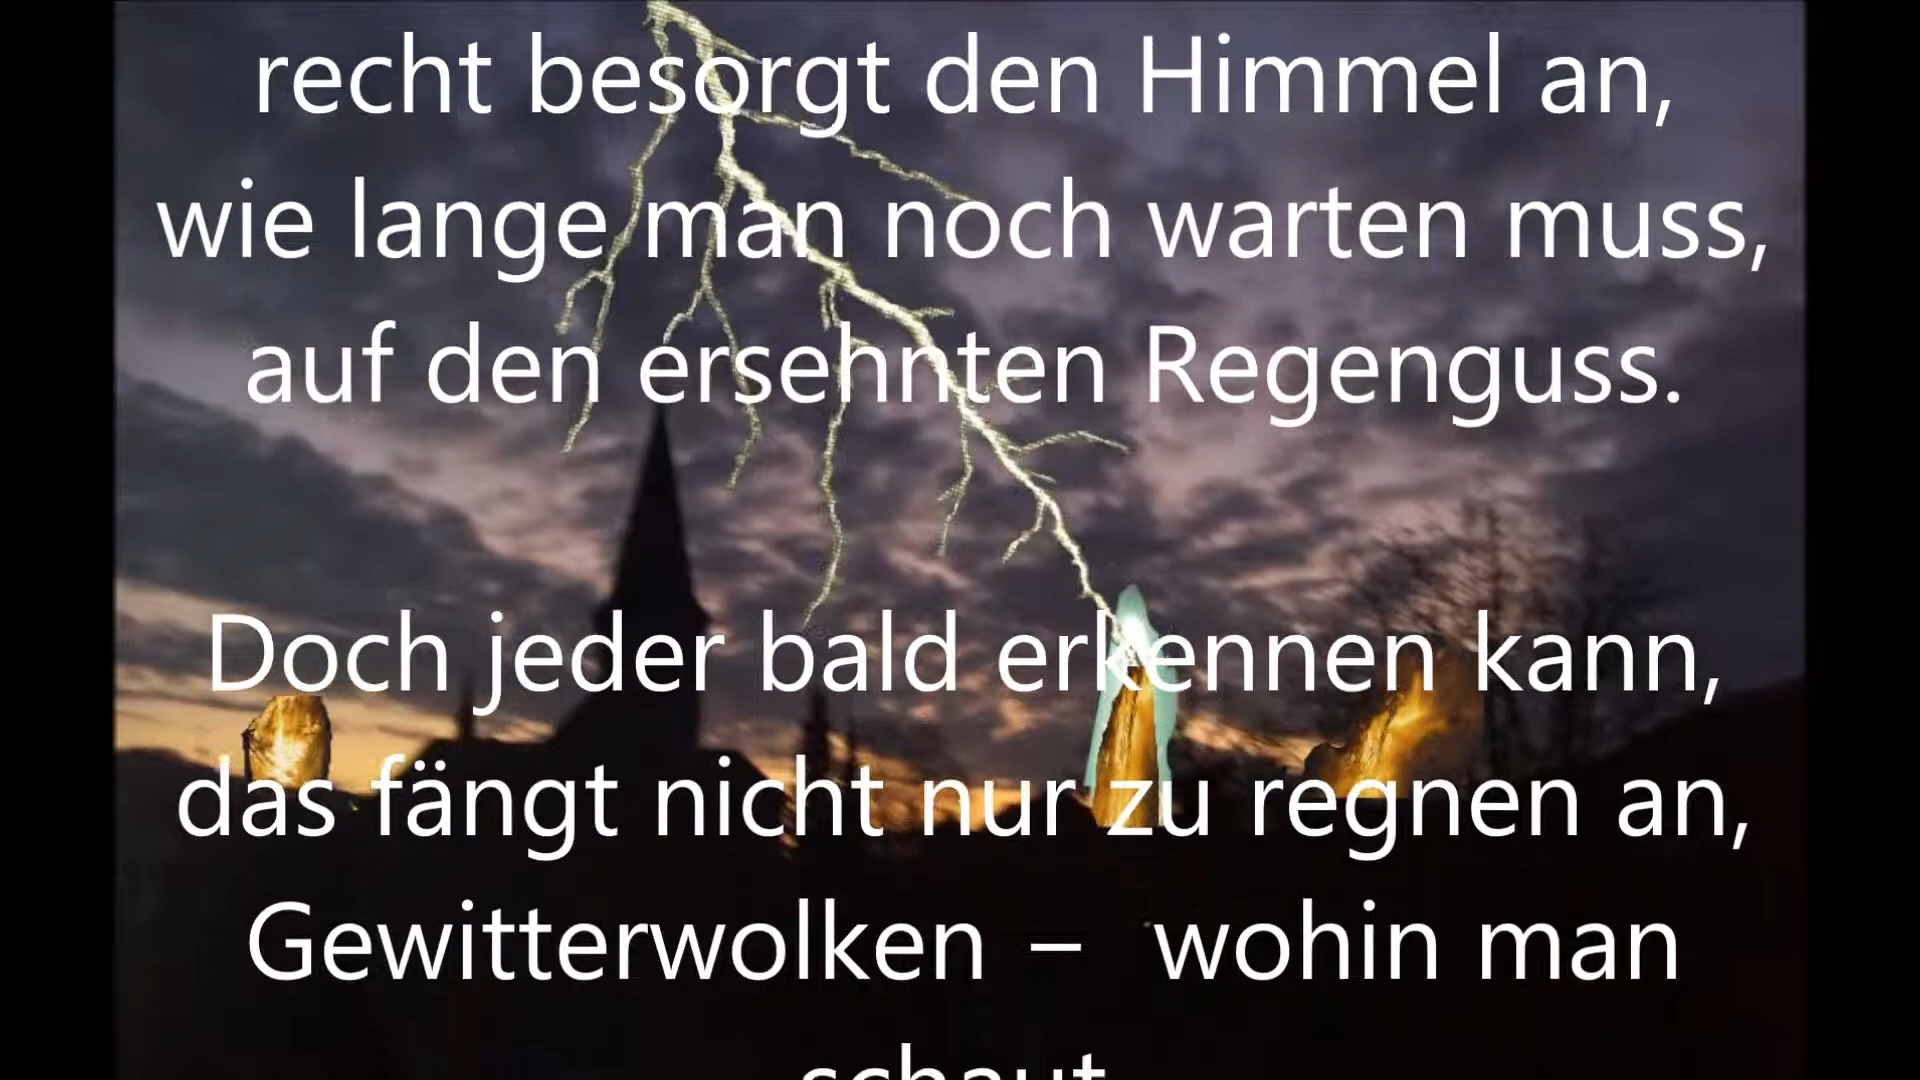 recht besorgt den Himmel an,
wie lange man noch warten muss,
auf den ersehnten Regenguss.
Doch jeder bald erkennen kann,
das fängt nicht nur zu regnen an,
Gewitterwolken – wohin man
schaut